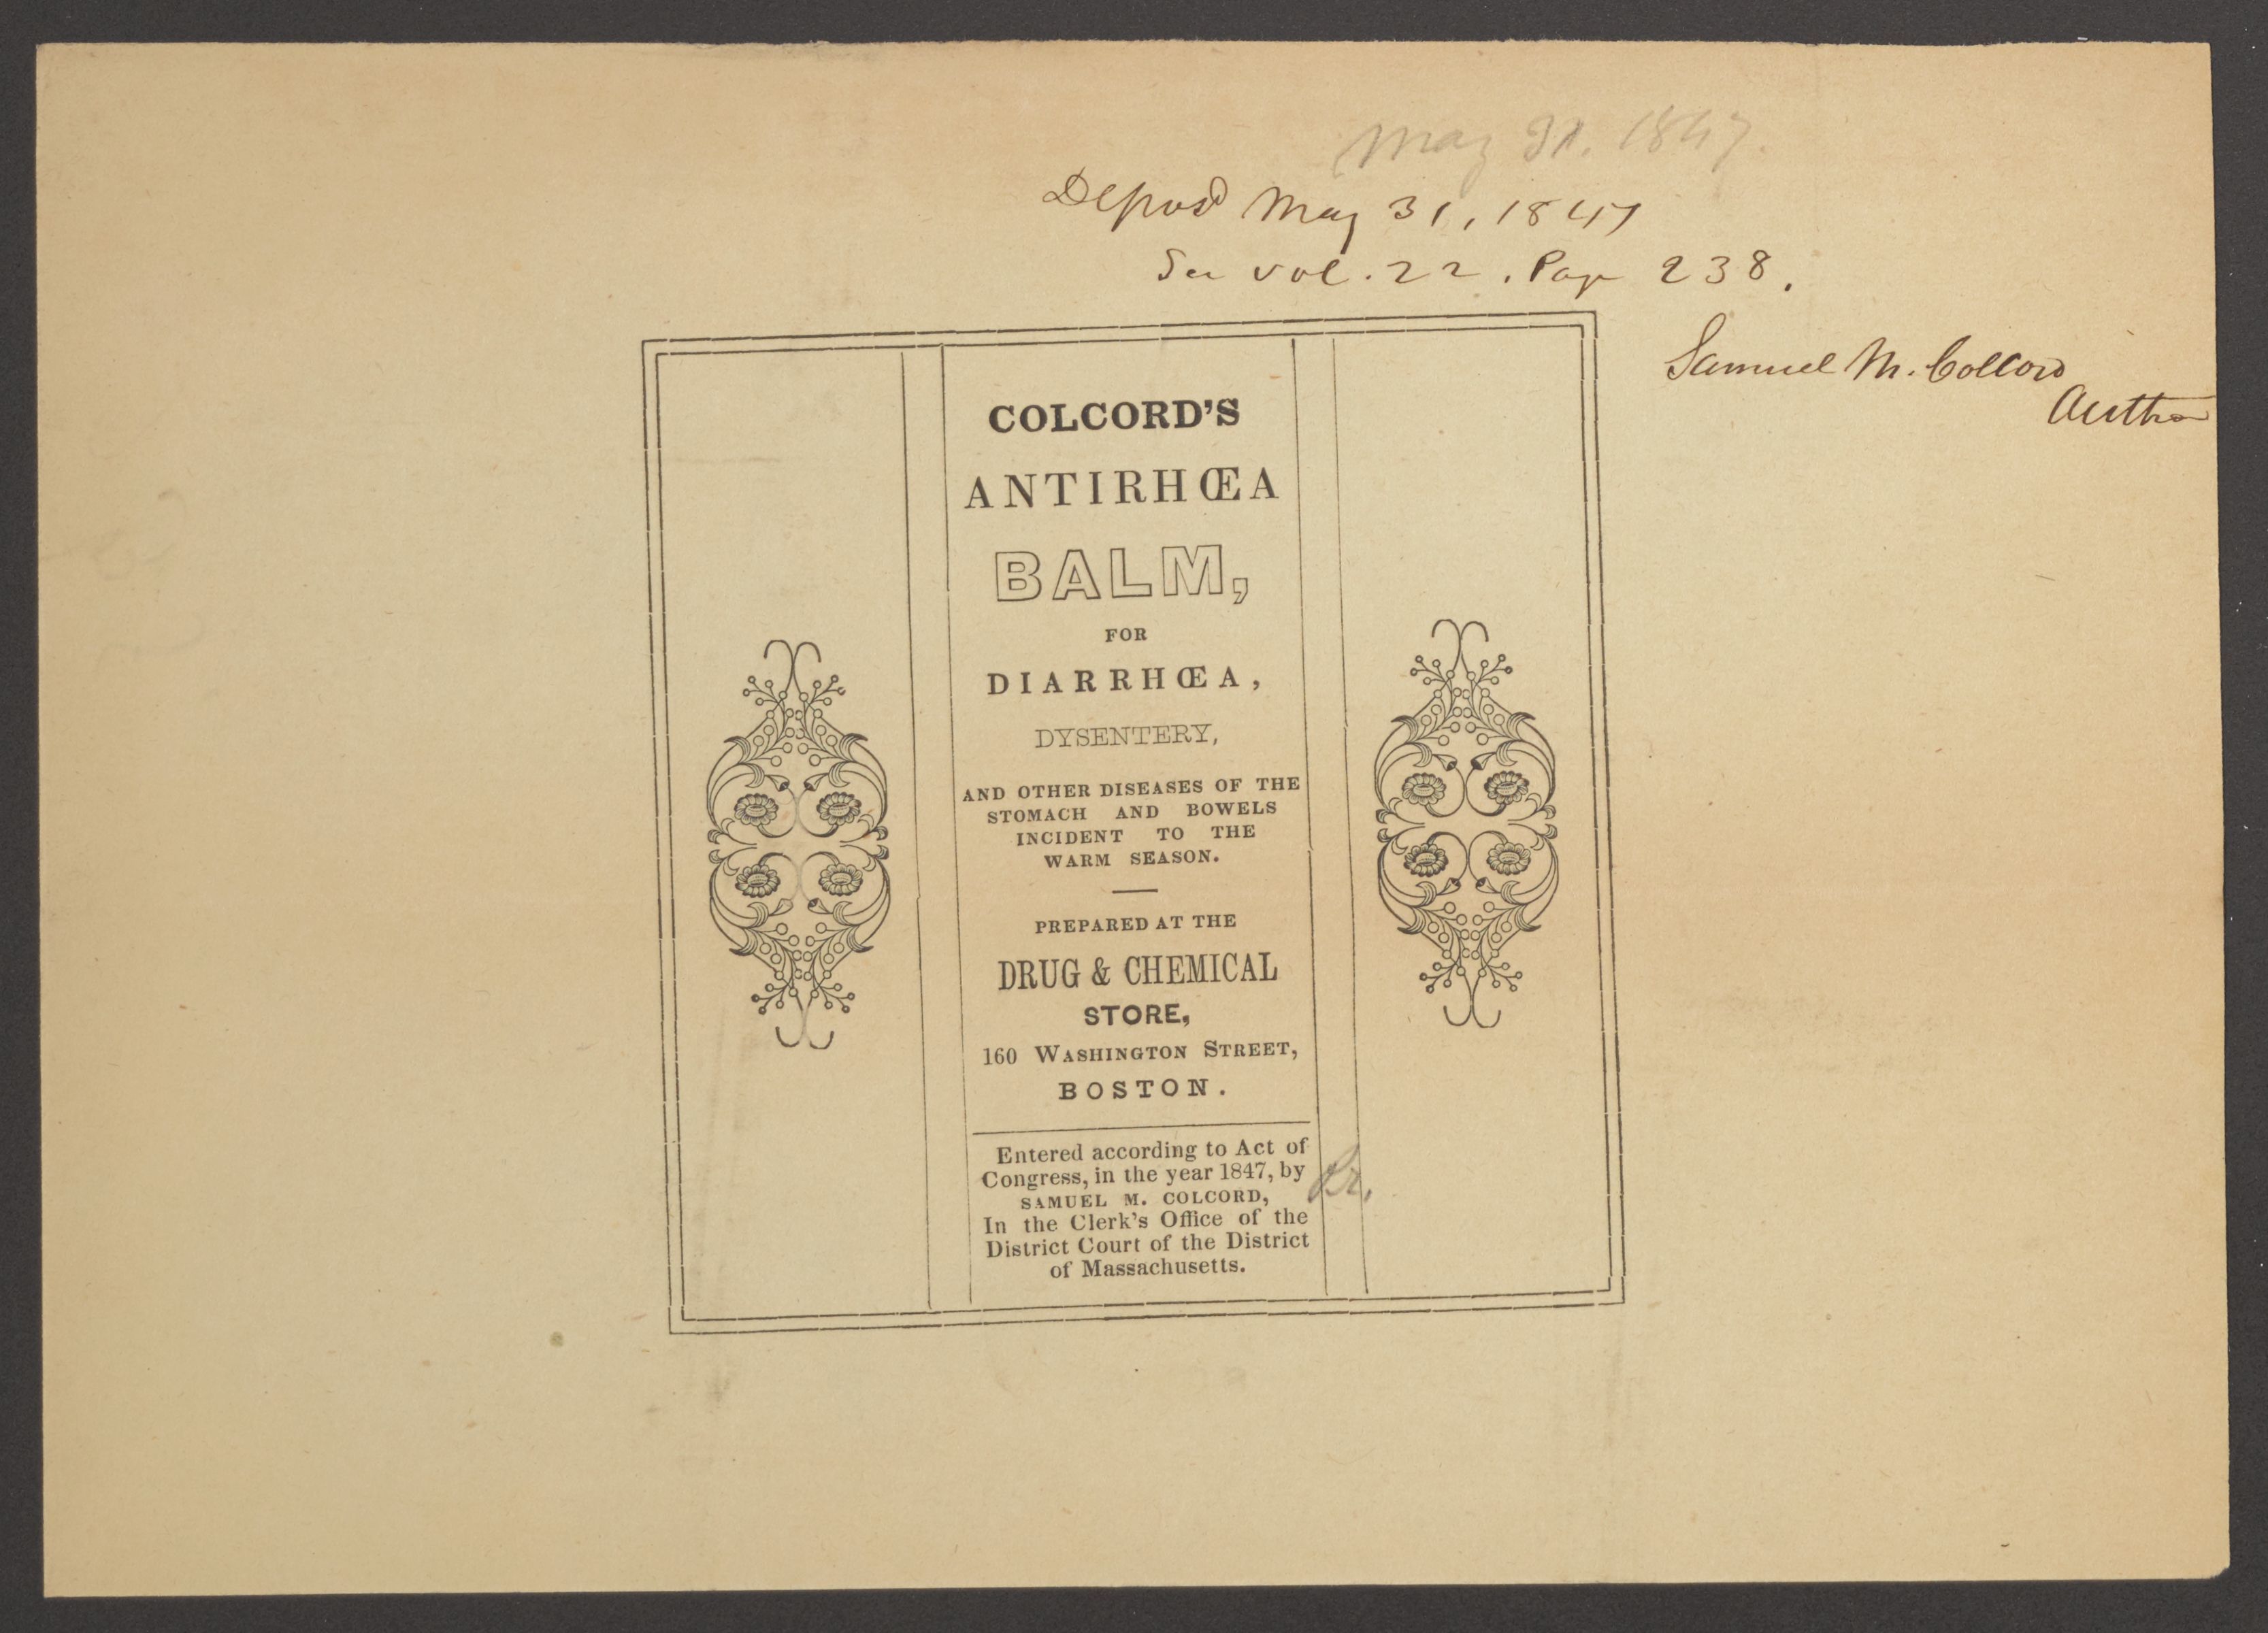 May 31. 1847.
Deposd May 31, 1847
See vol. 22. Page 238.
Samuel M. Colcord
Author
COLCORD'S
ANTIRHŒA
BALM,
FOR
DIARRHŒA,
DYSENTERY,
AND OTHER DISEASES OF THE
STOMACH AND BOWELS
INCIDENT TO THE
WARM SEASON.
PREPARED AT THE
DRUG & CHEMICAL
STORE,
160 WASHINGTON STREET,
BOSTON.
Entered according to Act of
Congress, in the year 1847, by
SAMUEL M. COLCORD,
In the Clerk's Office of the
District Court of the District
of Massachusetts.